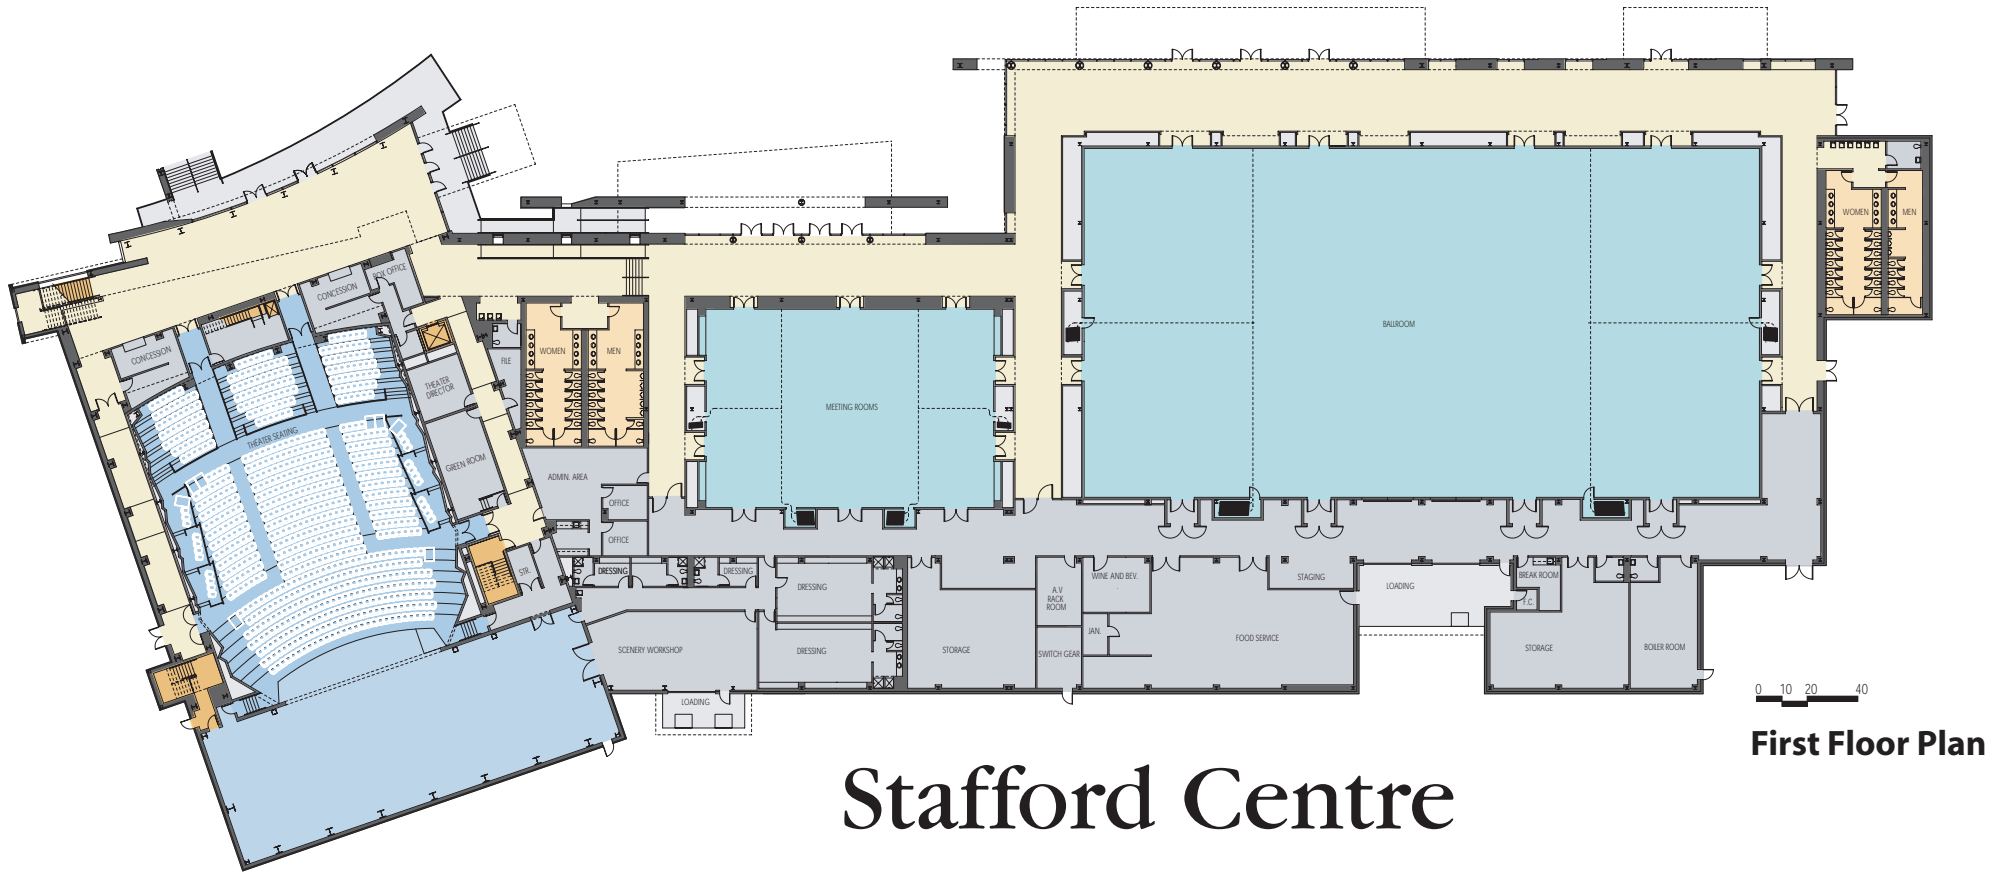 WOMEN
MEN
CONCESSION
BOX OFFICE
CONCESSION
THEATER
DIRECTOR
FILE
WOMEN
MEN
BALLROOM
MEETING ROOMS
THEATER SEATING
GREEN ROOM
ADMIN. AREA
OFFICE
OFFICE
STR.
DRESSING
DRESSING
DRESSING
DRESSING
A.V
RACK
ROOM
WINE AND BEV.
STAGING
LOADING
BREAK ROOM
T.C.
JAN.
FOOD SERVICE
SCENERY WORKSHOP
STORAGE
SWITCH GEAR
STORAGE
BOILER ROOM
LOADING
0 10 20 40
First Floor Plan
Stafford Centre